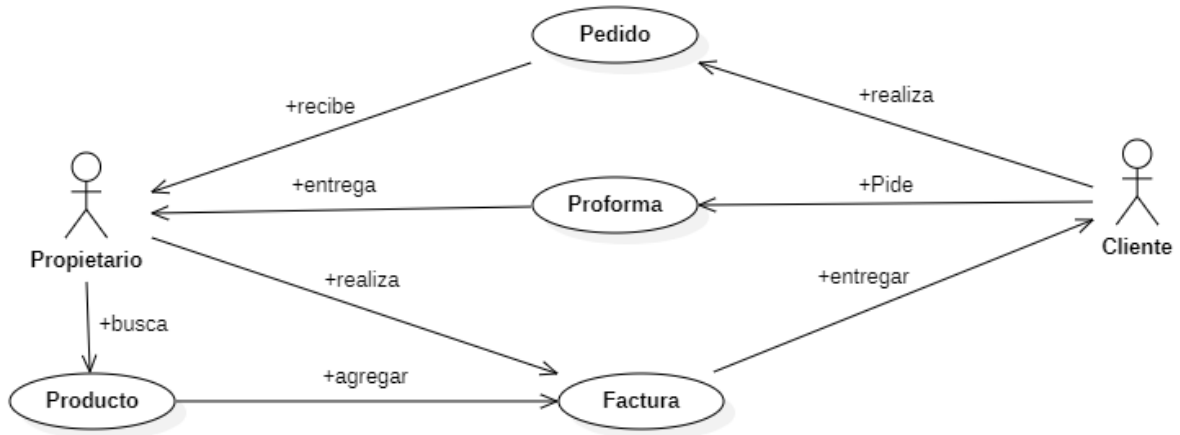 Pedido
+recibe
+realiza
+entrega
Proforma
+Pide
Propietario
Cliente
+realiza
+entregar
+busca
+agregar
Producto
Factura